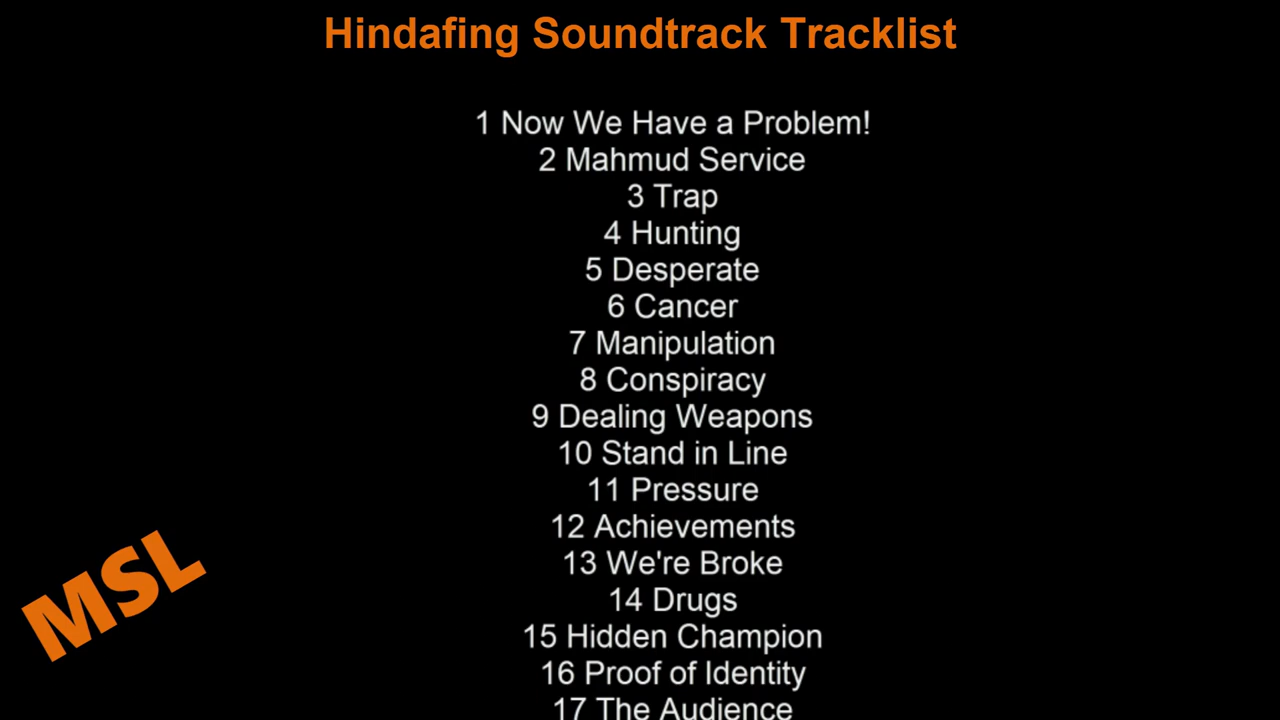 Hindafing Soundtrack Tracklist
1 Now We Have a Problem!
2 Mahmud Service
3 Trap
4 Hunting
5 Desperate
6 Cancer
7 Manipulation
8 Conspiracy
9 Dealing Weapons
10 Stand in Line
11 Pressure
12 Achievements
13 We're Broke
14 Drugs
15 Hidden Champion
16 Proof of Identity
17 The Audience
MSL